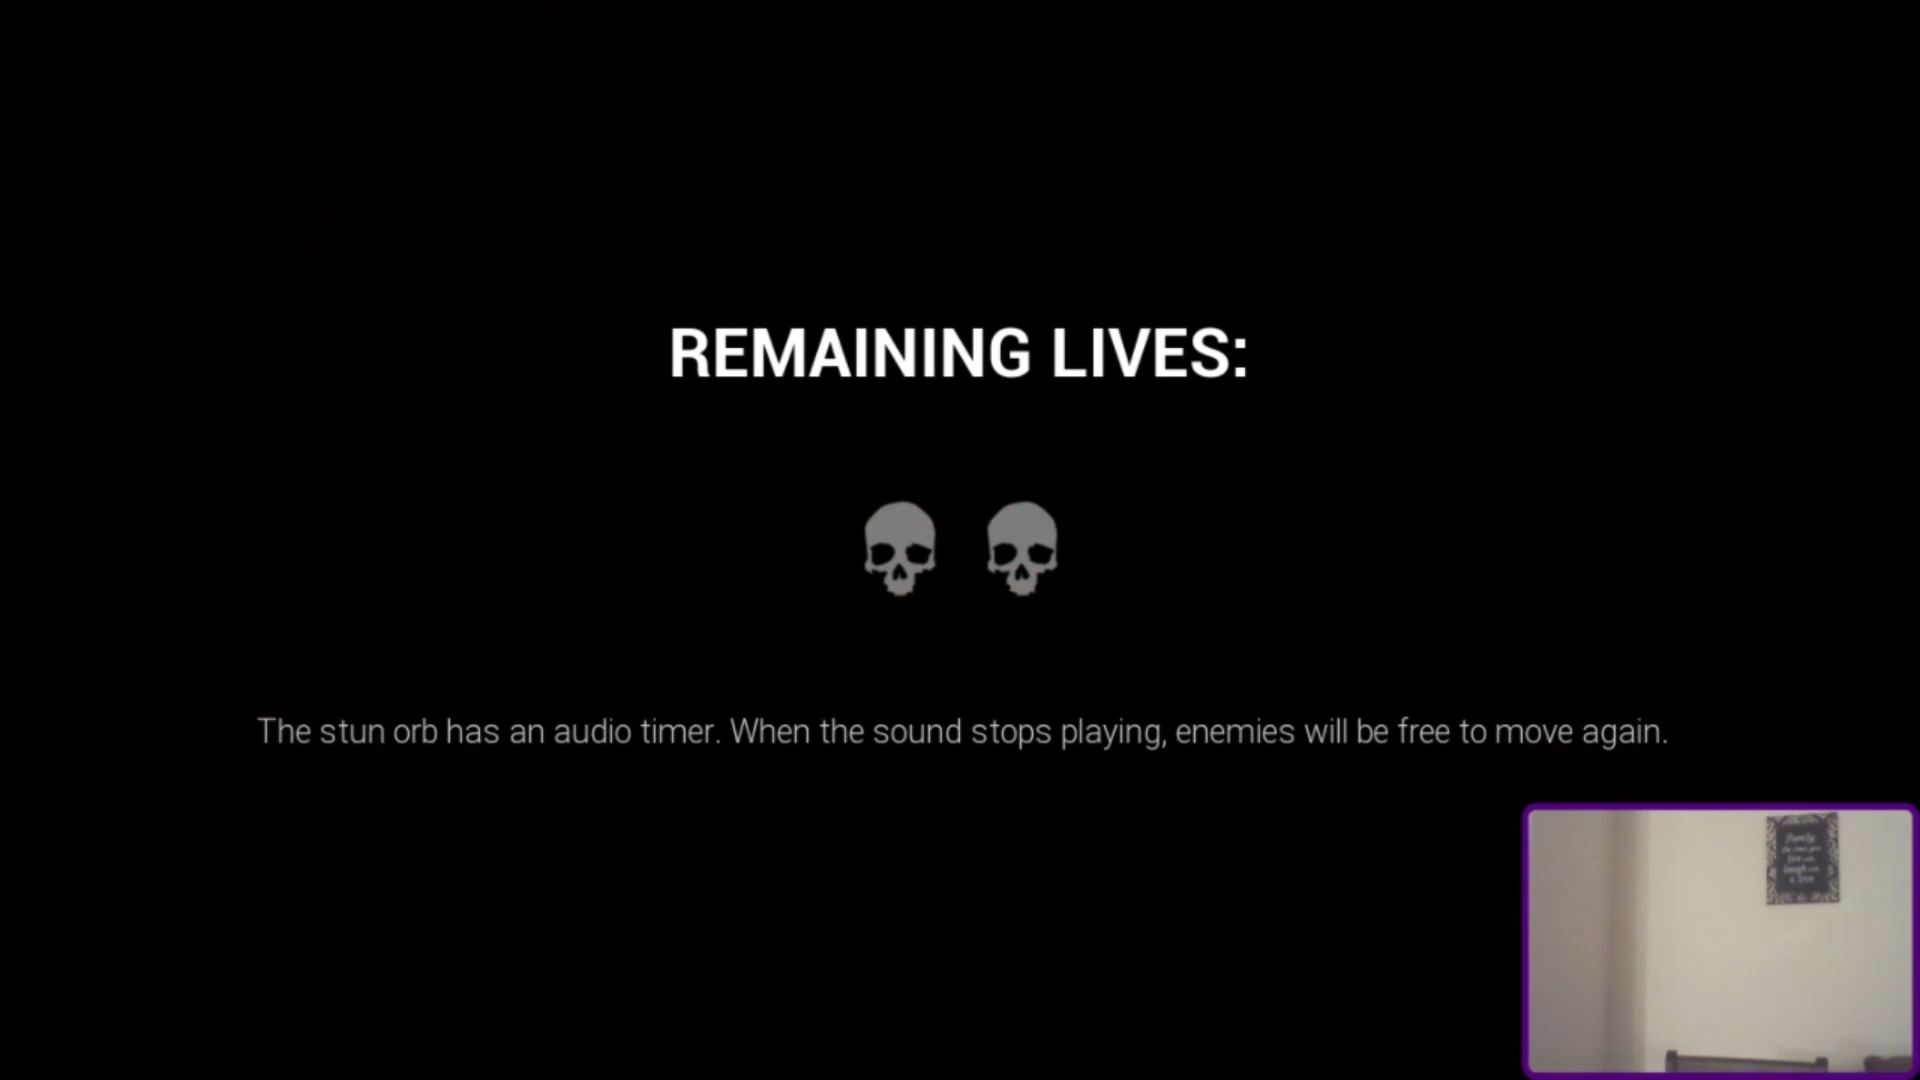 REMAINING LIVES:
The stun orb has an audio timer. When the sound stops playing, enemies will be free to move again.
Family